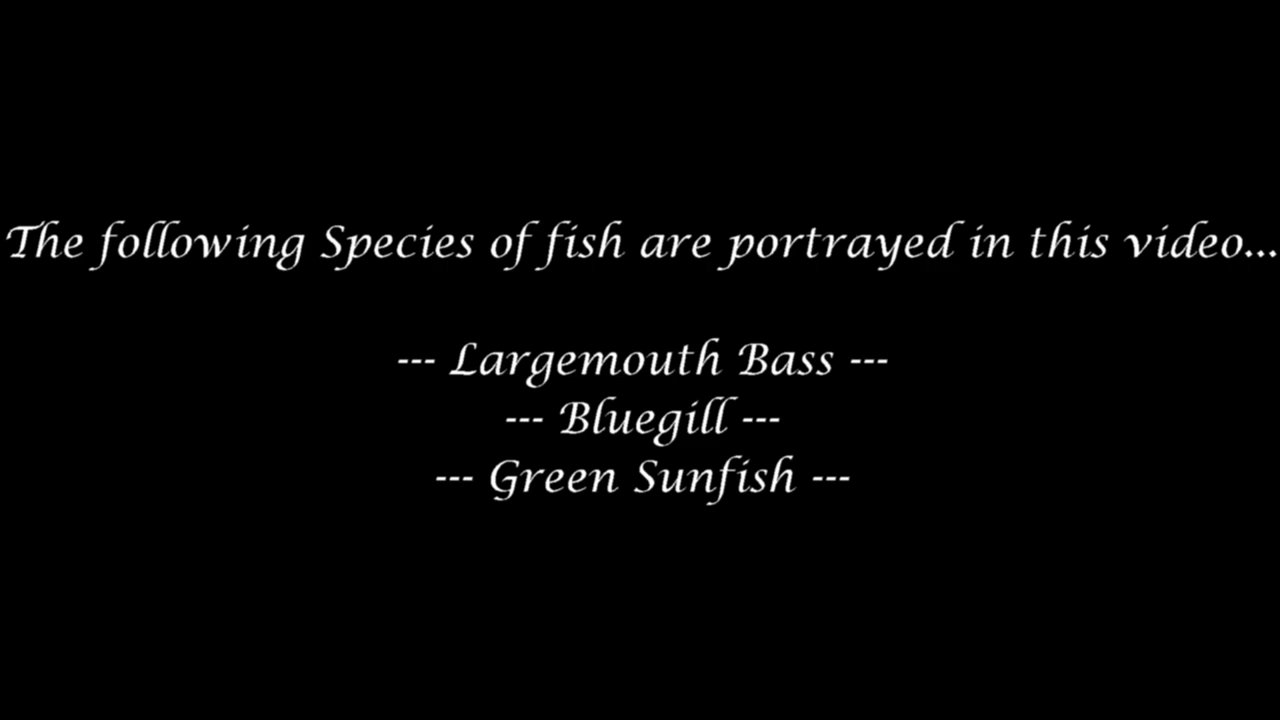 The following Species of fish are portrayed in this video...
--- Largemouth Bass ---
--- Bluegill ---
--- Green Sunfish ---